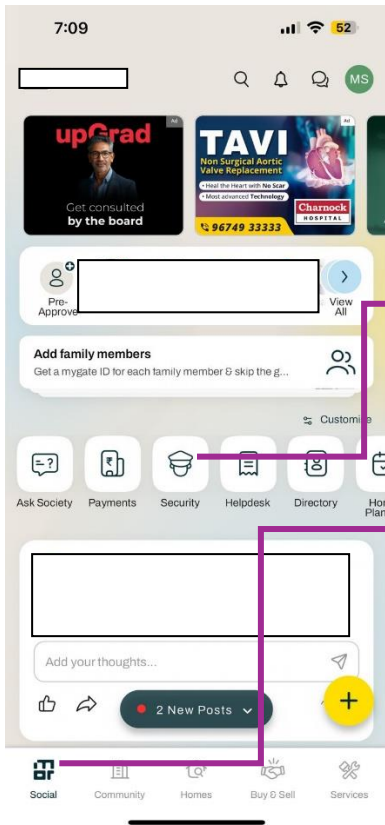 7:09
52
MS
Ad
upGrad
Get consulted
by the board
Ad
TAVI
Non Surgical Aortic
Valve Replacement
• Heal the Heart with No Scar
• Most advanced Technology
Charnock
HOSPITAL
96749 33333
Pre-
Approve
View
All
Add family members
Get a mygate ID for each family member & skip the g...
Customize
Ask Society
Payments
Security
Helpdesk
Directory
Hom
Plan
Add your thoughts...
2 New Posts
+
Social
Community
Homes
Buy & Sell
Services